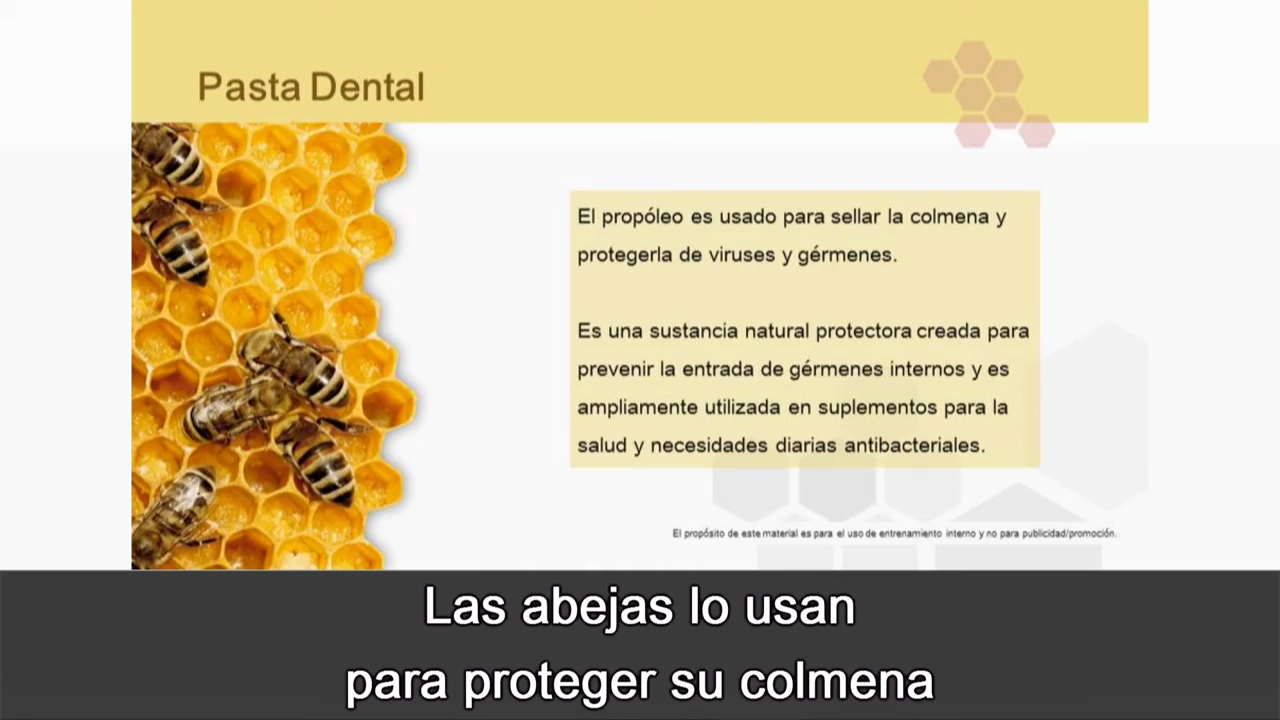 Pasta Dental
El propóleo es usado para sellar la colmena y
protegerla de viruses y gérmenes.
Es una sustancia natural protectora creada para
prevenir la entrada de gérmenes internos y es
ampliamente utilizada en suplementos para la
salud y necesidades diarias antibacteriales.
El propósito de este material es para el uso de entrenamiento interno y no para publicidad/promoción.
Las abejas lo usan
para proteger su colmena